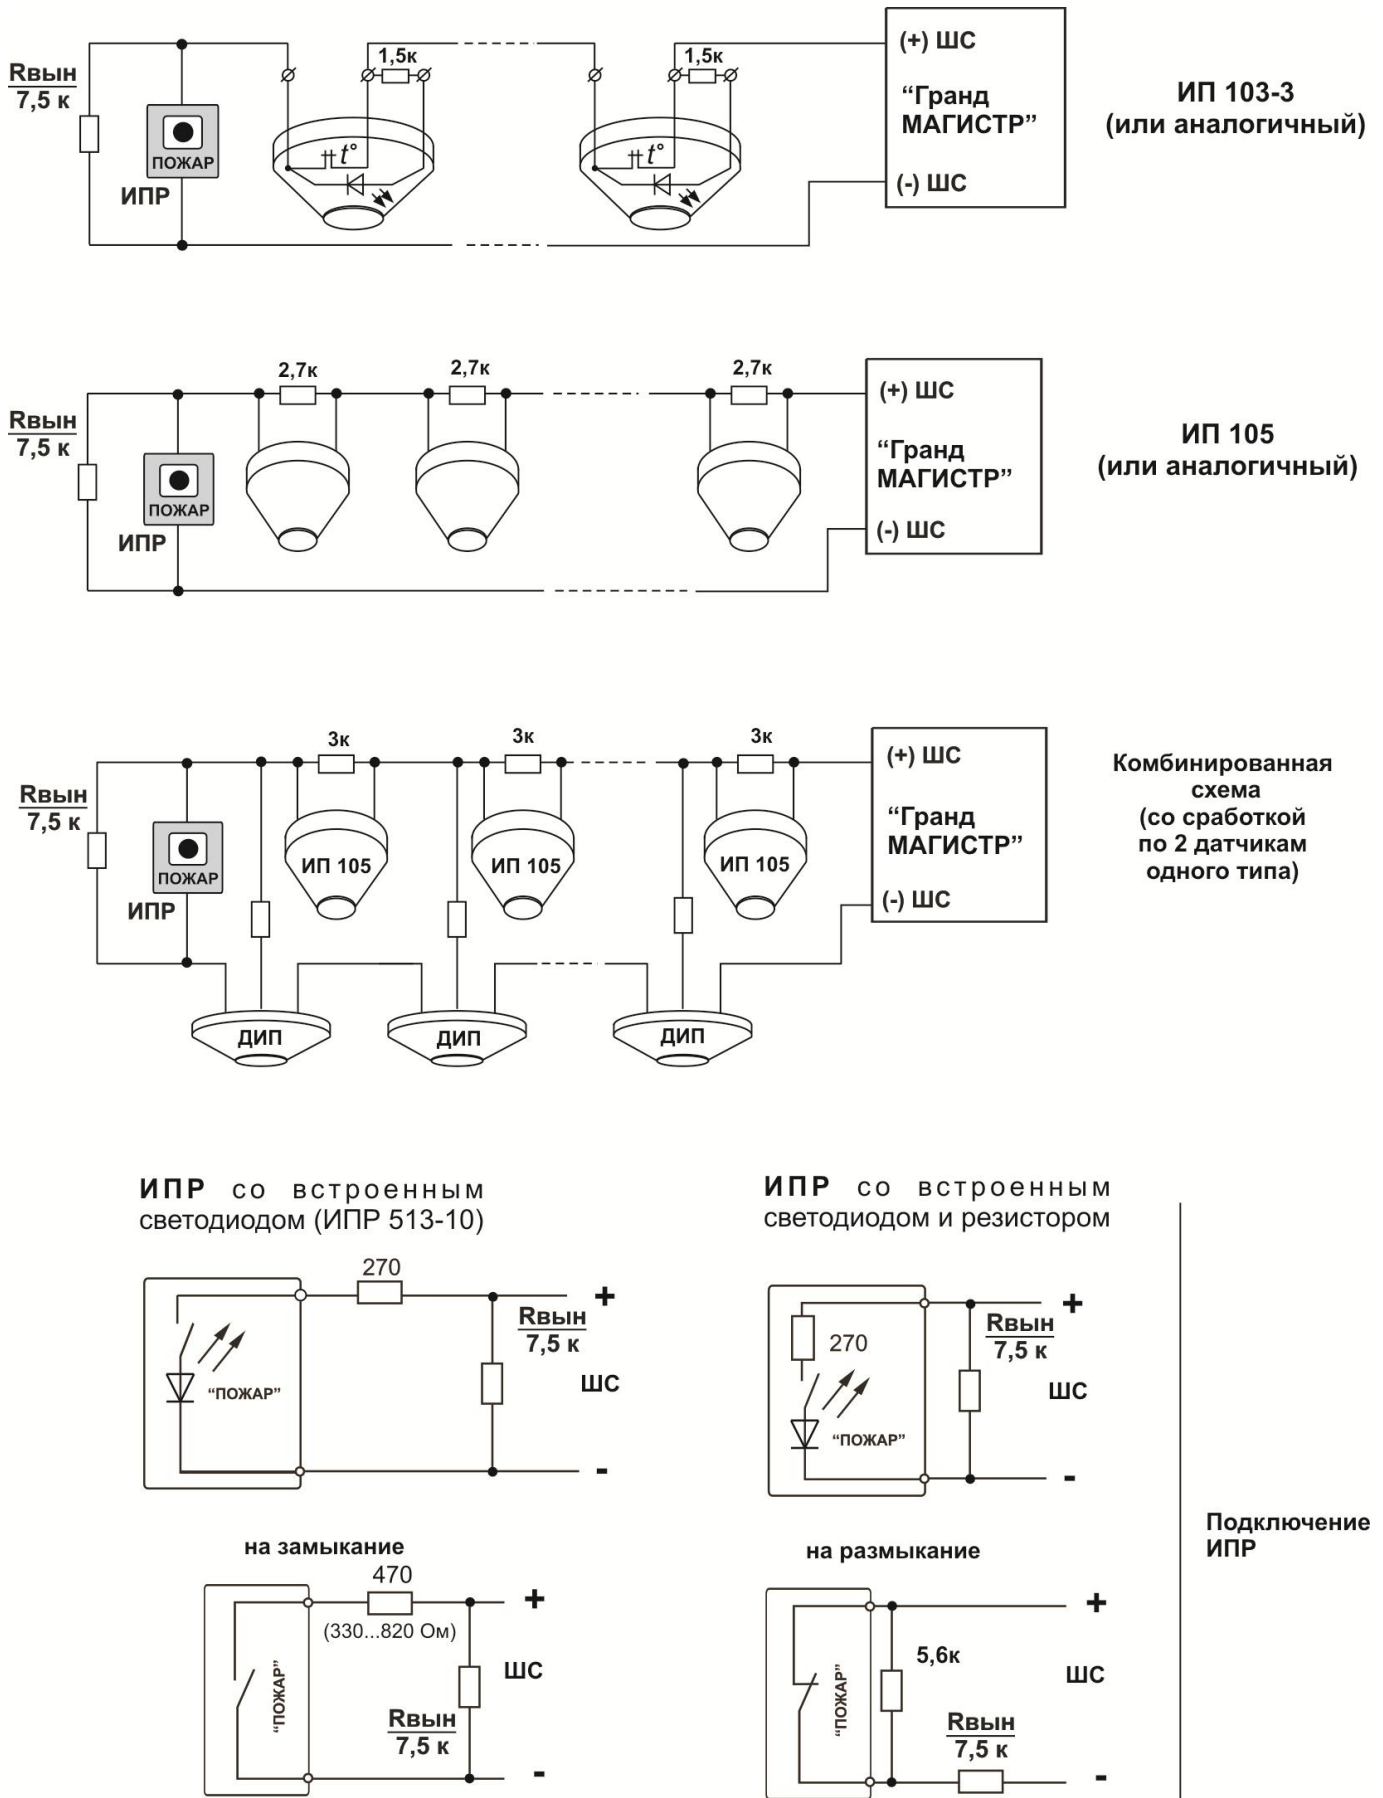 Rвын
7,5 к
ПОЖАР
ИПР
1,5к
t°
1,5к
t°
(+) ШС
“Гранд
МАГИСТР”
(-) ШС
ИП 103-3
(или аналогичный)
Rвын
7,5 к
ПОЖАР
ИПР
2,7к
2,7к
2,7к
(+) ШС
“Гранд
МАГИСТР”
(-) ШС
ИП 105
(или аналогичный)
Rвын
7,5 к
ПОЖАР
ИПР
3к
3к
3к
ИП 105
ИП 105
ИП 105
ДИП
ДИП
ДИП
(+) ШС
“Гранд
МАГИСТР”
(-) ШС
Комбинированная
схема
(со сработкой
по 2 датчикам
одного типа)
ИПР со встроенным
светодиодом (ИПР 513-10)
270
+
Rвын
7,5 к
ШС
“ПОЖАР”
-
ИПР со встроенным
светодиодом и резистором
+
Rвын
7,5 к
270
ШС
“ПОЖАР”
-
на замыкание
470
+
(330...820 Ом)
ШС
“ПОЖАР”
Rвын
7,5 к
-
на размыкание
+
5,6к
ШС
“ПОЖАР”
Rвын
7,5 к
-
Подключение
ИПР